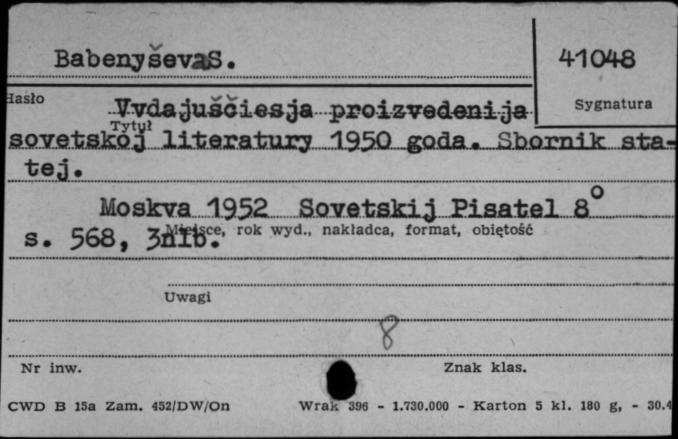 Babenyševa S.
41048
Hasło
Sygnatura
Vydajuščiesja proizvedenija
Tytuł
sovetskoj literatury 1950 goda. Sbornik sta-
tej.
Moskva 1952 Sovetskij Pisatel 8°
Miejsce, rok wyd., nakładca, format, objętość
s. 568, 3nlb.
Uwagi
8
Nr inw.
Znak klas.
CWD B 15a Zam. 452/DW/On
Wrak 396 - 1.730.000 - Karton 5 kl. 180 g, - 30.4